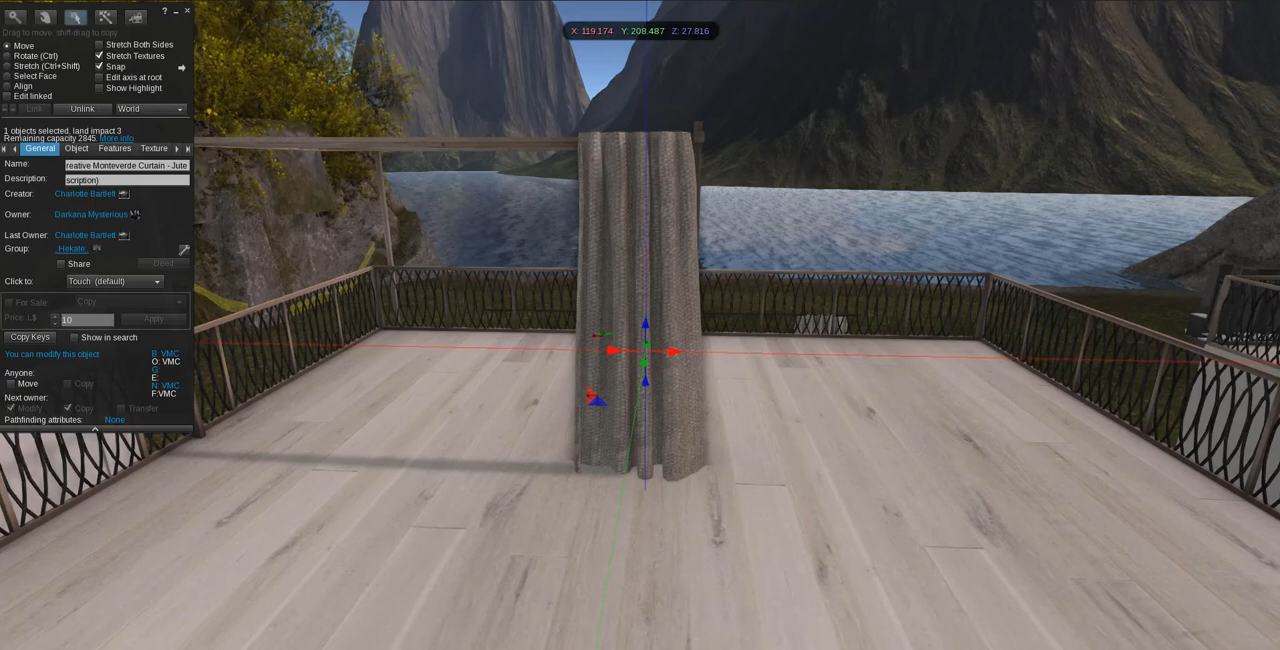 ? _ ×
X: 119.174 Y: 208.487 Z: 27.816
Drag to move, shift-drag to copy
Move
Rotate (Ctrl)
Stretch (Ctrl+Shift)
Select Face
Align
Edit linked
Stretch Both Sides
Stretch Textures
Snap
Edit axis at root
Show Highlight
Link Unlink World
1 objects selected, land impact 3
Remaining capacity 2845. More info
General Object Features Texture
Name: reative Monteverde Curtain - Jute
Description: scription)
Creator: Charlotte Bartlett
Owner: Darkana Mysterious
Last Owner: Charlotte Bartlett
Group: .Hekate.
Share Deed
Click to: Touch (default)
For Sale: Copy
Price: L$ 10 Apply
Copy Keys Show in search
You can modify this object
B: VMC
O: VMC
G:
E:
N: VMC
F:VMC
Anyone:
Move Copy
Next owner:
Modify Copy Transfer
Pathfinding attributes: None